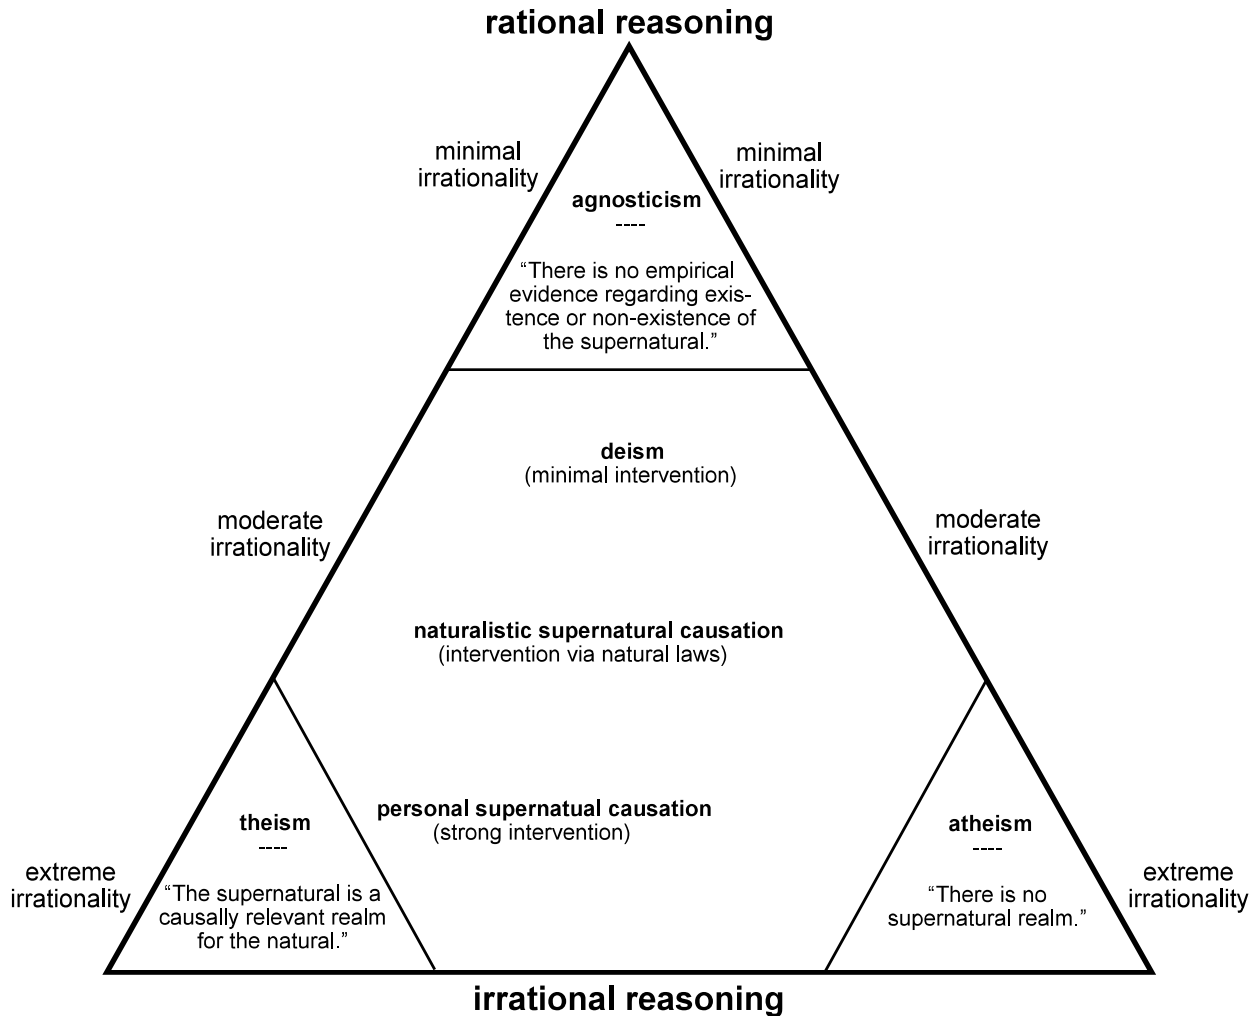 rational reasoning
minimal
irrationality
minimal
irrationality
agnosticism
----
“There is no empirical
evidence regarding exis-
tence or non-existence of
the supernatural.”
deism
(minimal intervention)
moderate
irrationality
moderate
irrationality
naturalistic supernatural causation
(intervention via natural laws)
personal supernatual causation
(strong intervention)
theism
----
“The supernatural is a
causally relevant realm
for the natural.”
atheism
----
“There is no
supernatural realm.”
extreme
irrationality
extreme
irrationality
irrational reasoning